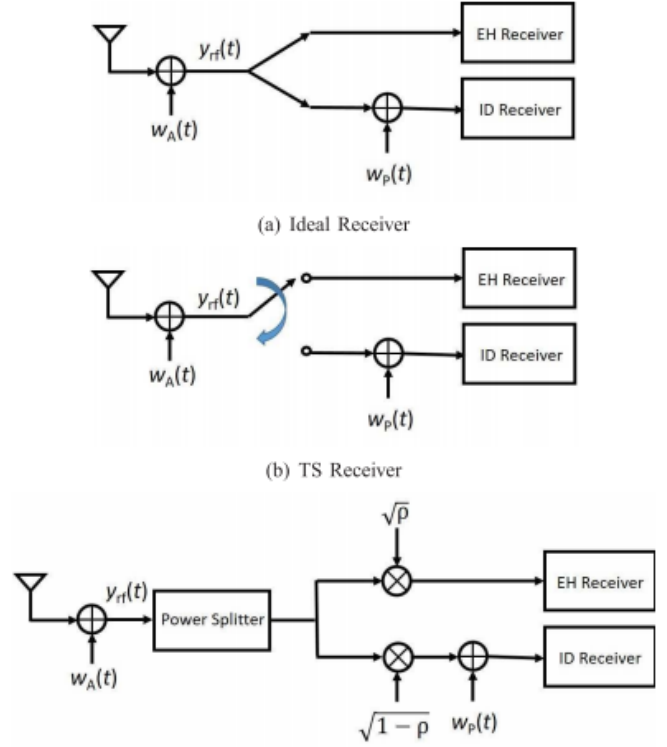 EH Receiver
y_rf(t)
ID Receiver
w_A(t)
w_P(t)
(a) Ideal Receiver
EH Receiver
y_rf(t)
ID Receiver
w_A(t)
w_P(t)
(b) TS Receiver
√ρ
y_rf(t)
EH Receiver
Power Splitter
ID Receiver
w_A(t)
√1 − ρ
w_P(t)